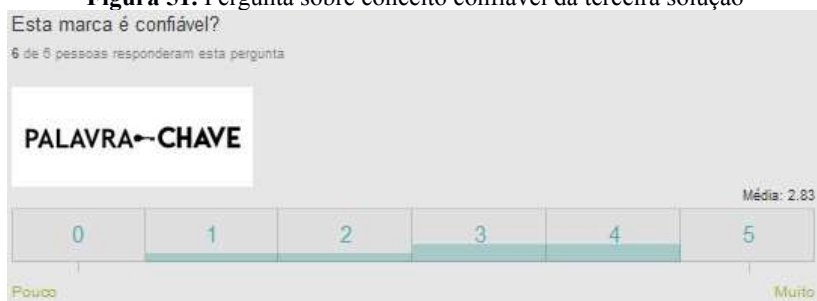 Figura 31. Pergunta sobre conceito confiável da terceira solução
Esta marca é confiável?
6 de 6 pessoas responderam esta pergunta
PALAVRA CHAVE
Média: 2.83
0 1 2 3 4 5
Pouco Muito